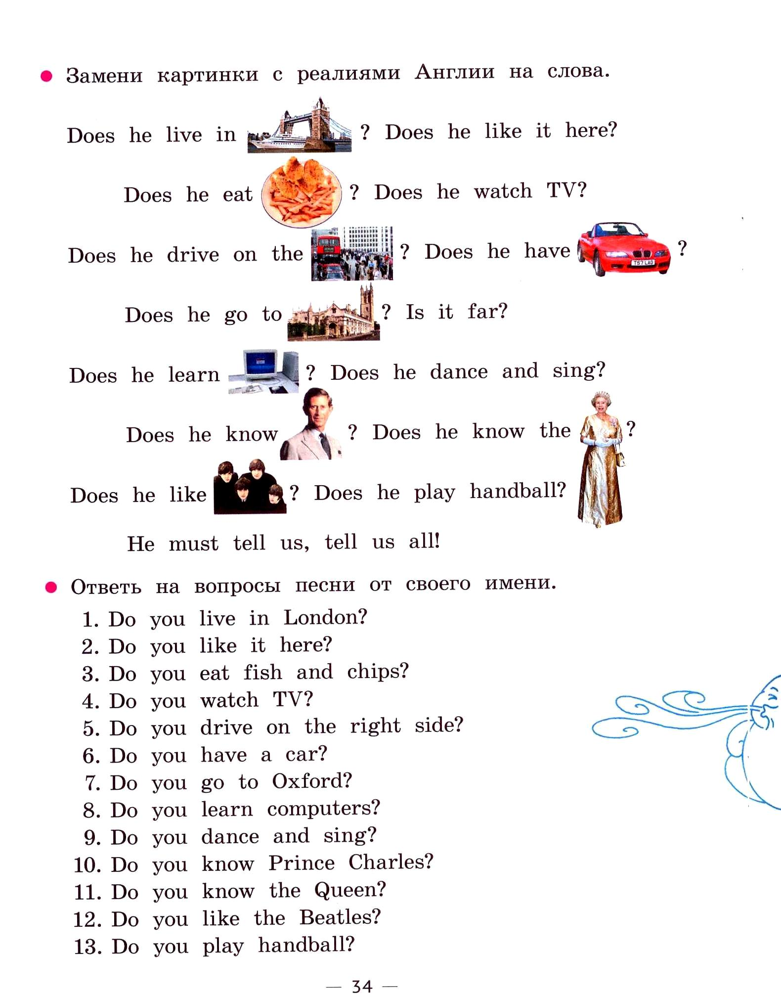 Замени картинки с реалиями Англии на слова.
Does he live in ? Does he like it here?
Does he eat ? Does he watch TV?
Does he drive on the ? Does he have ?
T57 LAD
Does he go to ? Is it far?
Does he learn ? Does he dance and sing?
Does he know ? Does he know the ?
Does he like ? Does he play handball?
He must tell us, tell us all!
Ответь на вопросы песни от своего имени.
1. Do you live in London?
2. Do you like it here?
3. Do you eat fish and chips?
4. Do you watch TV?
5. Do you drive on the right side?
6. Do you have a car?
7. Do you go to Oxford?
8. Do you learn computers?
9. Do you dance and sing?
10. Do you know Prince Charles?
11. Do you know the Queen?
12. Do you like the Beatles?
13. Do you play handball?
— 34 —